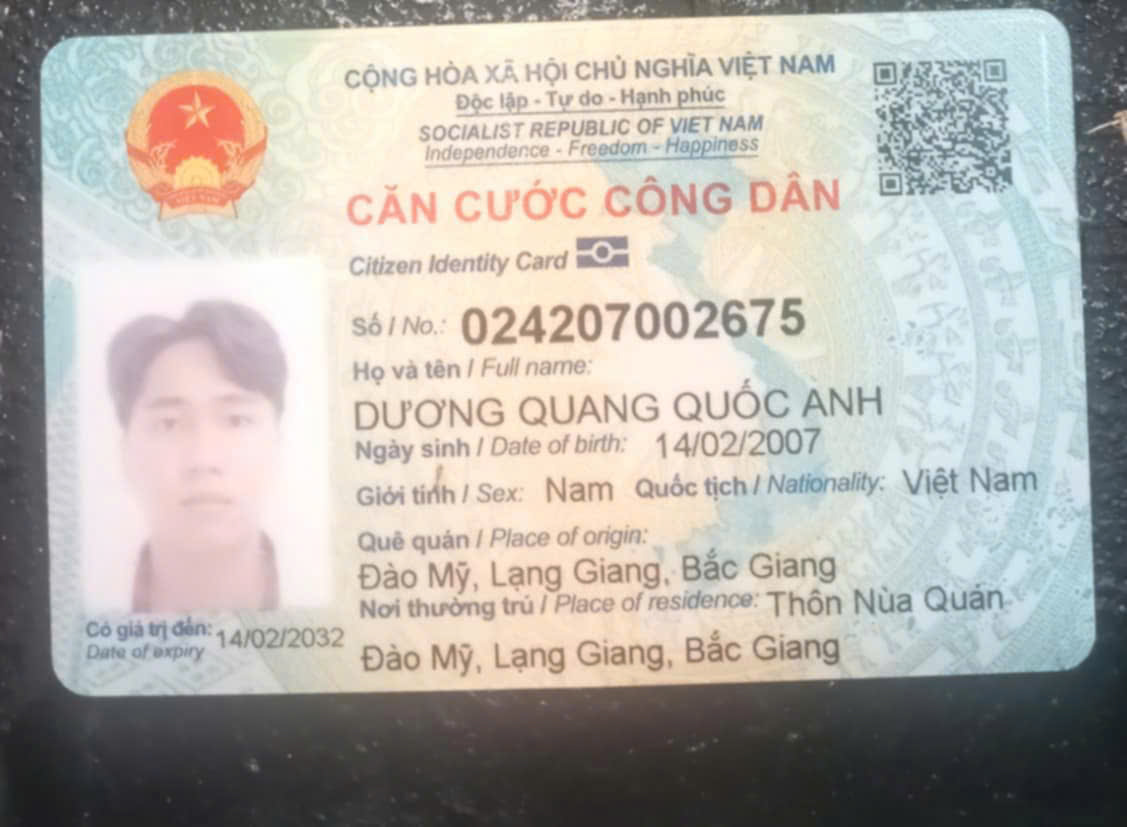 CỘNG HÒA XÃ HỘI CHỦ NGHĨA VIỆT NAM
Độc lập - Tự do - Hạnh phúc
SOCIALIST REPUBLIC OF VIET NAM
Independence - Freedom - Happiness
CĂN CƯỚC CÔNG DÂN
Citizen Identity Card
Số / No.: 024207002675
Họ và tên / Full name:
DƯƠNG QUANG QUỐC ANH
Ngày sinh / Date of birth: 14/02/2007
Giới tính / Sex: Nam Quốc tịch / Nationality: Việt Nam
Quê quán / Place of origin:
Đào Mỹ, Lạng Giang, Bắc Giang
Nơi thường trú / Place of residence: Thôn Nùa Quán
Đào Mỹ, Lạng Giang, Bắc Giang
Có giá trị đến: 14/02/2032
Date of expiry
VIỆT NAM